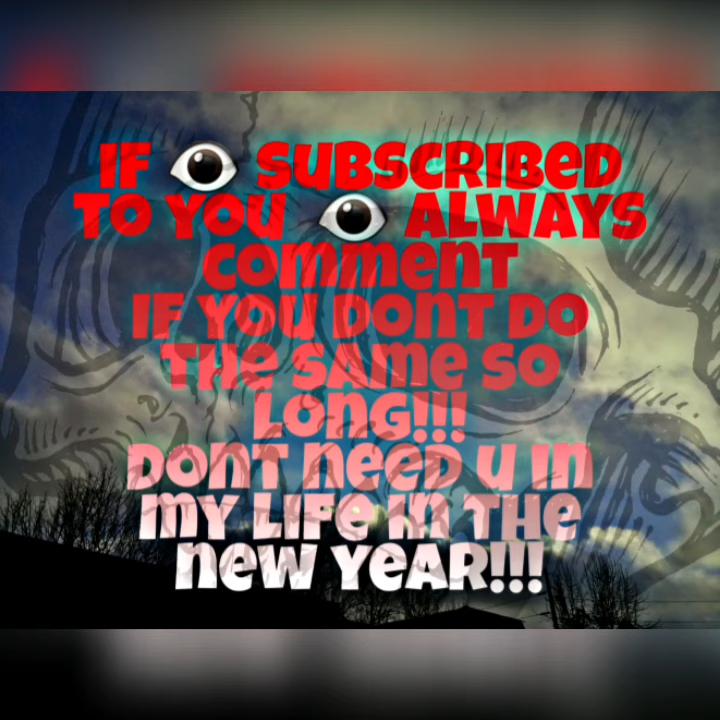 IF 👁 SUBSCRIBED
TO YOU 👁 ALWAYS
COMMENT
IF YOU DONT DO
THE SAME SO
LONG!!!
DONT NEED U IN
MY LIFE IN THE
NEW YEAR!!!